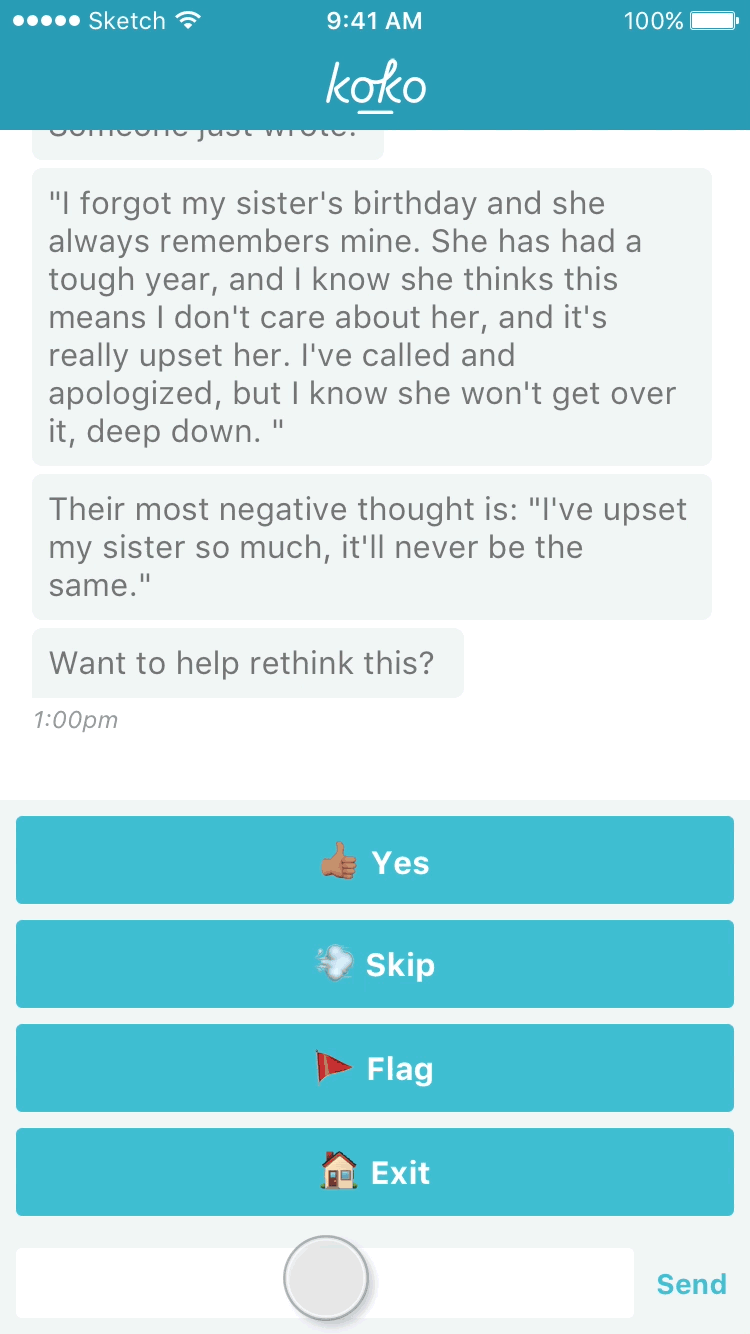 Sketch 9:41 AM 100%
koko
Someone just wrote:
"I forgot my sister's birthday and she
always remembers mine. She has had a
tough year, and I know she thinks this
means I don't care about her, and it's
really upset her. I've called and
apologized, but I know she won't get over
it, deep down. "
Their most negative thought is: "I've upset
my sister so much, it'll never be the
same."
Want to help rethink this?
1:00pm
Yes
Skip
Flag
Exit
Send